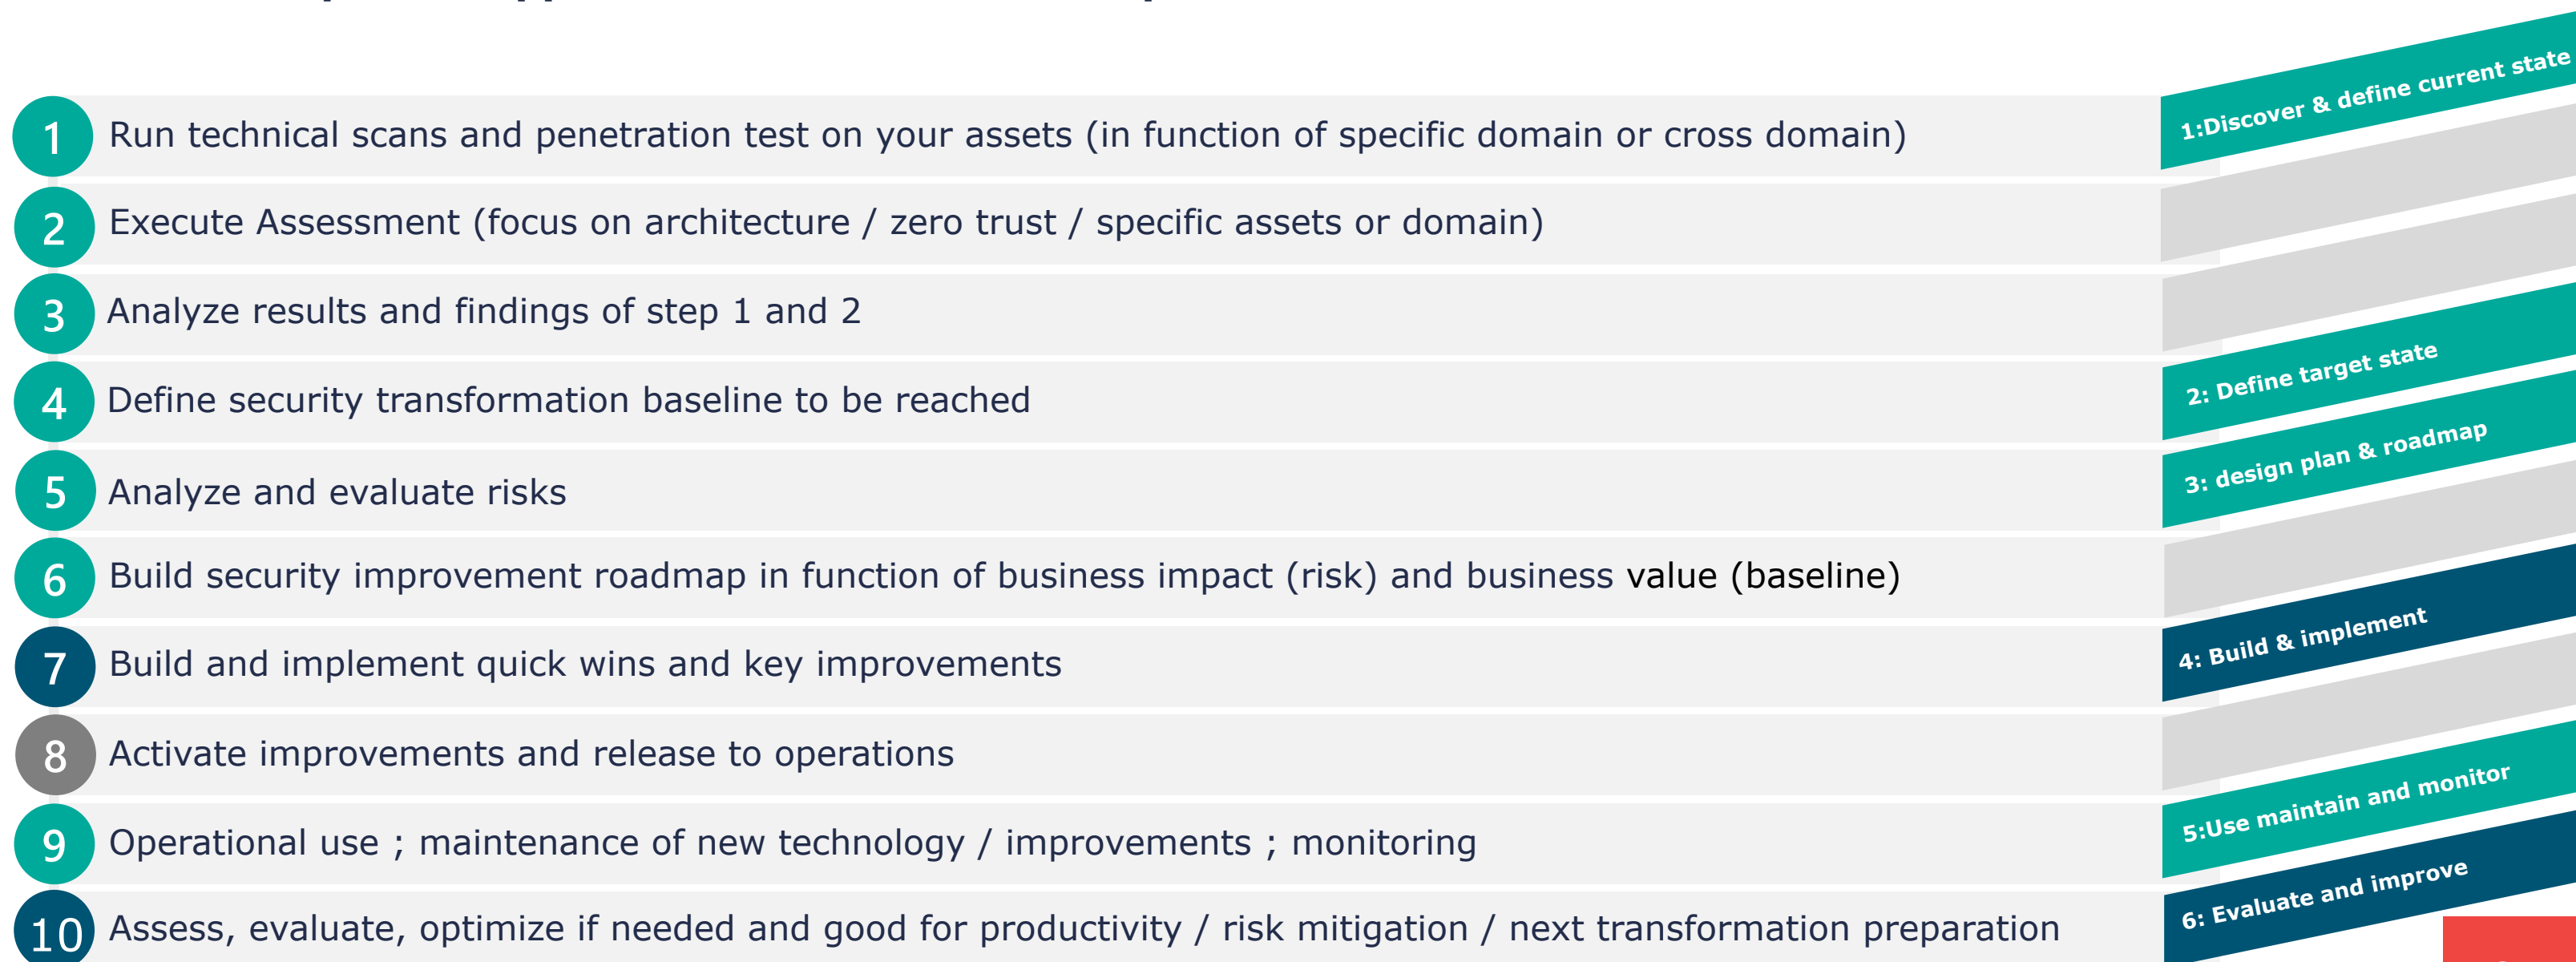 1:Discover & define current state
1 Run technical scans and penetration test on your assets (in function of specific domain or cross domain)
2 Execute Assessment (focus on architecture / zero trust / specific assets or domain)
3 Analyze results and findings of step 1 and 2
2: Define target state
4 Define security transformation baseline to be reached
3: design plan & roadmap
5 Analyze and evaluate risks
6 Build security improvement roadmap in function of business impact (risk) and business value (baseline)
4: Build & implement
7 Build and implement quick wins and key improvements
8 Activate improvements and release to operations
5:Use maintain and monitor
9 Operational use ; maintenance of new technology / improvements ; monitoring
6: Evaluate and improve
10 Assess, evaluate, optimize if needed and good for productivity / risk mitigation / next transformation preparation